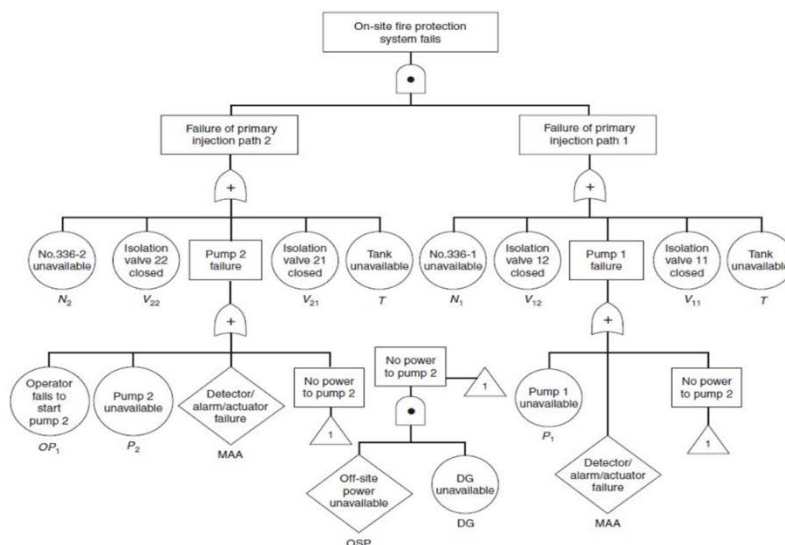 On-site fire protection
system fails
Failure of primary
injection path 2
Failure of primary
injection path 1
+
+
No.336-2
unavailable
N2
Isolation
valve 22
closed
V22
Pump 2
failure
Isolation
valve 21
closed
V21
Tank
unavailable
T
No.336-1
unavailable
N1
Isolation
valve 12
closed
V12
Pump 1
failure
Isolation
valve 11
closed
V11
Tank
unavailable
T
+
+
Operator
fails to
start
pump 2
OP1
Pump 2
unavailable
P2
Detector/
alarm/actuator
failure
MAA
No power
to pump 2
1
No power
to pump 2
1
Off-site
power
unavailable
OSP
DG
unavailable
DG
Pump 1
unavailable
P1
Detector/
alarm/actuator
failure
MAA
No power
to pump 2
1